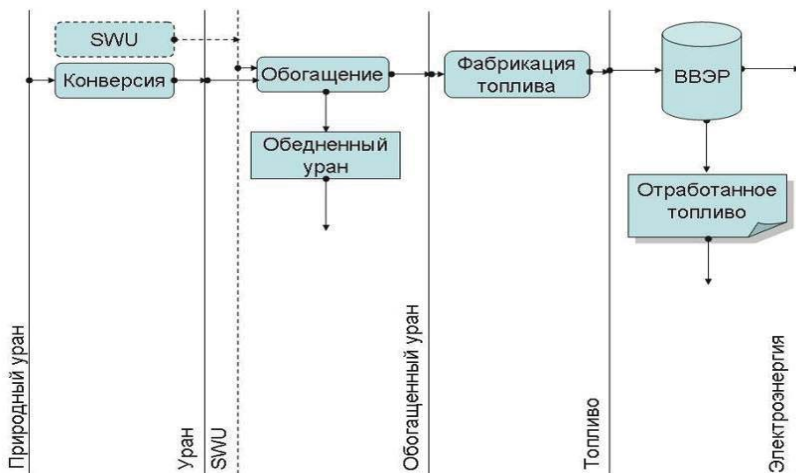 SWU
Конверсия
Обогащение
Обедненный
уран
Фабрикация
топлива
ВВЭР
Отработанное
топливо
Природный уран
Уран
SWU
Обогащенный уран
Топливо
Электроэнергия